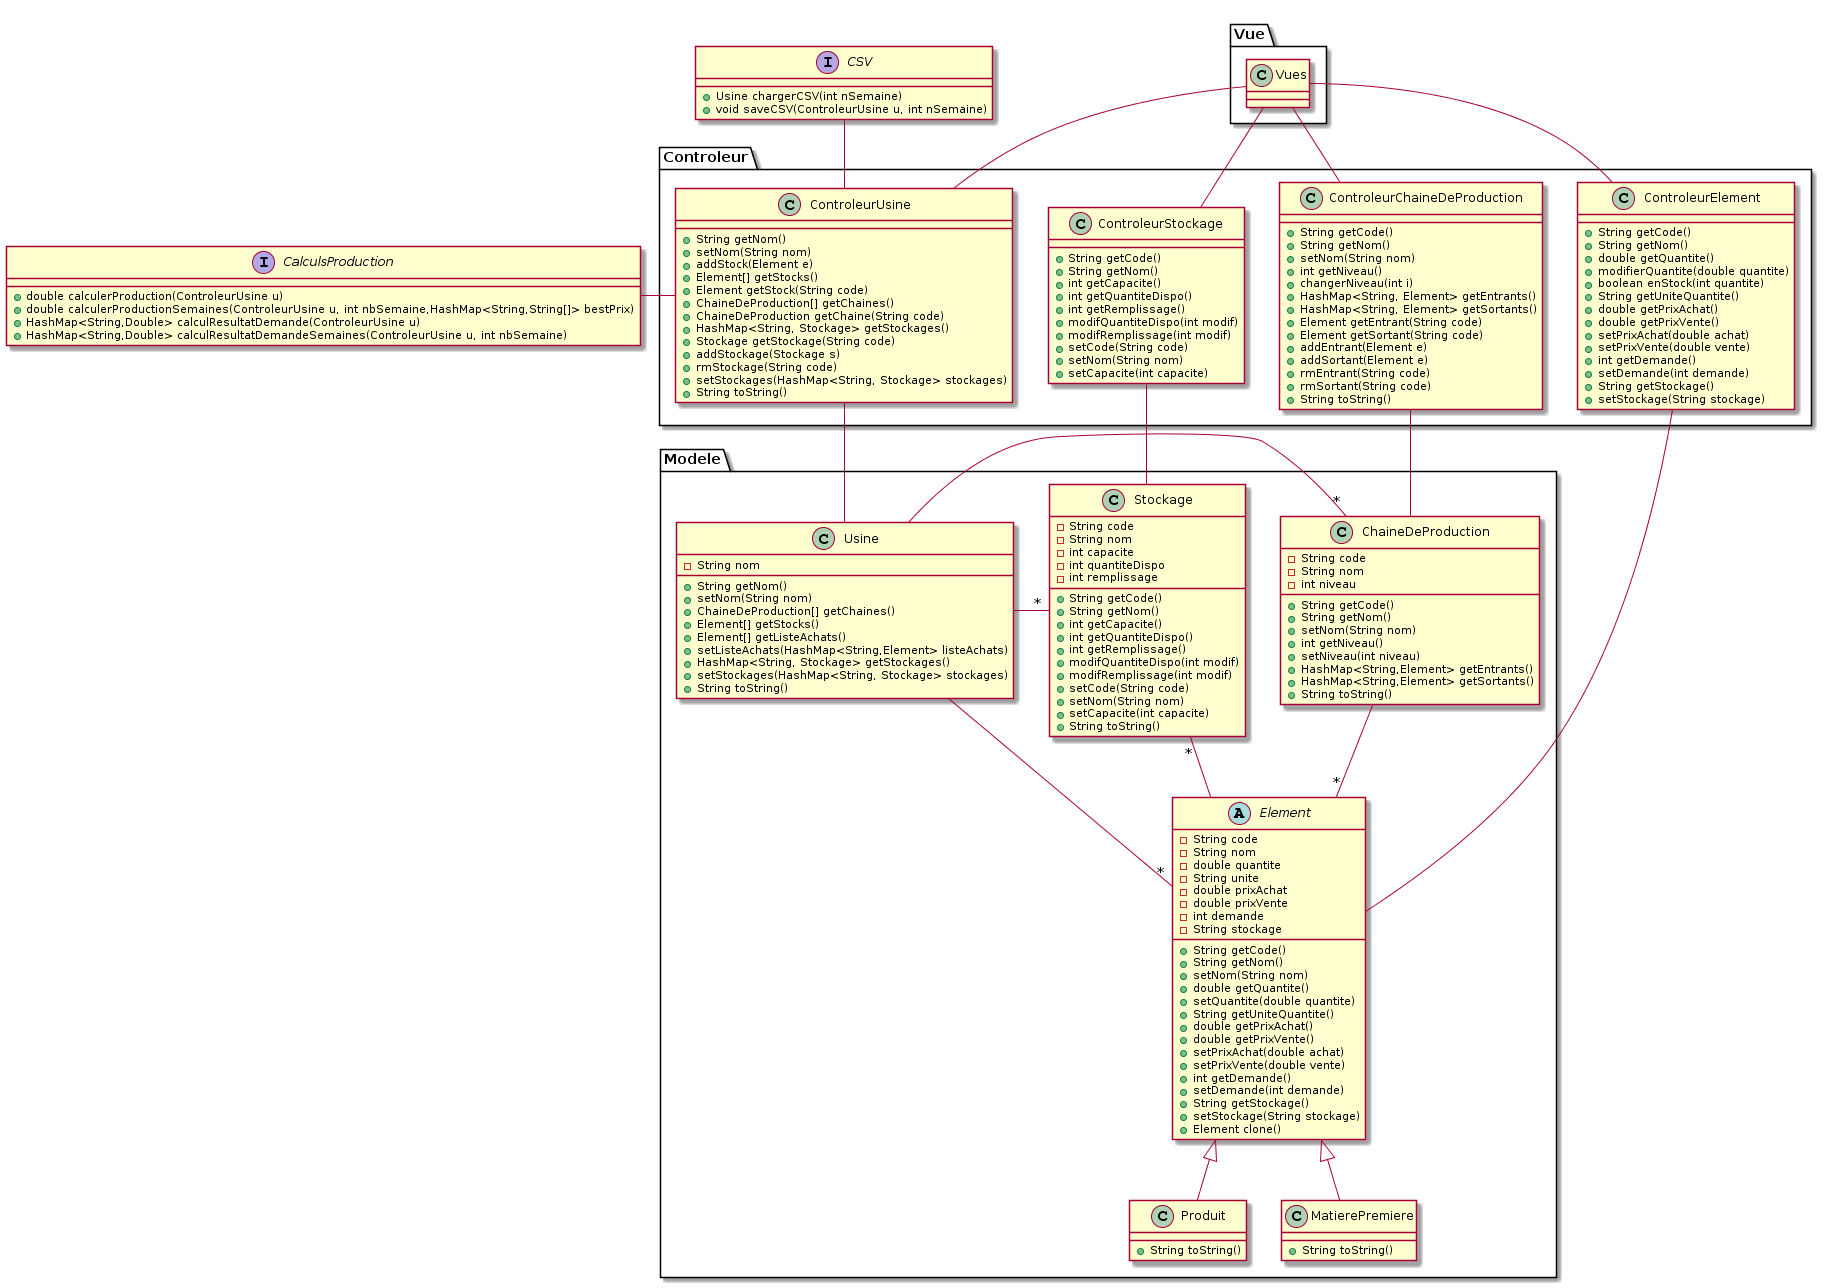 Vue
C Vues
I CSV
Usine chargerCSV(int nSemaine)
void saveCSV(ControleurUsine u, int nSemaine)
Controleur
C ControleurUsine
String getNom()
setNom(String nom)
addStock(Element e)
Element[] getStocks()
Element getStock(String code)
ChaineDeProduction[] getChaines()
ChaineDeProduction getChaine(String code)
HashMap<String, Stockage> getStockages()
Stockage getStockage(String code)
addStockage(Stockage s)
rmStockage(String code)
setStockages(HashMap<String, Stockage> stockages)
String toString()
C ControleurStockage
String getCode()
String getNom()
int getCapacite()
int getQuantiteDispo()
int getRemplissage()
modifQuantiteDispo(int modif)
modifRemplissage(int modif)
setCode(String code)
setNom(String nom)
setCapacite(int capacite)
C ControleurChaineDeProduction
String getCode()
String getNom()
setNom(String nom)
int getNiveau()
changerNiveau(int i)
HashMap<String, Element> getEntrants()
HashMap<String, Element> getSortants()
Element getEntrant(String code)
Element getSortant(String code)
addEntrant(Element e)
addSortant(Element e)
rmEntrant(String code)
rmSortant(String code)
String toString()
C ControleurElement
String getCode()
String getNom()
double getQuantite()
modifierQuantite(double quantite)
boolean enStock(int quantite)
String getUniteQuantite()
double getPrixAchat()
double getPrixVente()
setPrixAchat(double achat)
setPrixVente(double vente)
int getDemande()
setDemande(int demande)
String getStockage()
setStockage(String stockage)
I CalculsProduction
double calculerProduction(ControleurUsine u)
double calculerProductionSemaines(ControleurUsine u, int nbSemaine,HashMap<String,String[]> bestPrix)
HashMap<String,Double> calculResultatDemande(ControleurUsine u)
HashMap<String,Double> calculResultatDemandeSemaines(ControleurUsine u, int nbSemaine)
Modele
C Usine
String nom
String getNom()
setNom(String nom)
ChaineDeProduction[] getChaines()
Element[] getStocks()
Element[] getListeAchats()
setListeAchats(HashMap<String,Element> listeAchats)
HashMap<String, Stockage> getStockages()
setStockages(HashMap<String, Stockage> stockages)
String toString()
*
C Stockage
String code
String nom
int capacite
int quantiteDispo
int remplissage
String getCode()
String getNom()
int getCapacite()
int getQuantiteDispo()
int getRemplissage()
modifQuantiteDispo(int modif)
modifRemplissage(int modif)
setCode(String code)
setNom(String nom)
setCapacite(int capacite)
String toString()
*
C ChaineDeProduction
String code
String nom
int niveau
String getCode()
String getNom()
setNom(String nom)
int getNiveau()
setNiveau(int niveau)
HashMap<String,Element> getEntrants()
HashMap<String,Element> getSortants()
String toString()
*
*
*
A Element
String code
String nom
double quantite
String unite
double prixAchat
double prixVente
int demande
String stockage
String getCode()
String getNom()
setNom(String nom)
double getQuantite()
setQuantite(double quantite)
String getUniteQuantite()
double getPrixAchat()
double getPrixVente()
setPrixAchat(double achat)
setPrixVente(double vente)
int getDemande()
setDemande(int demande)
String getStockage()
setStockage(String stockage)
Element clone()
C Produit
String toString()
C MatierePremiere
String toString()